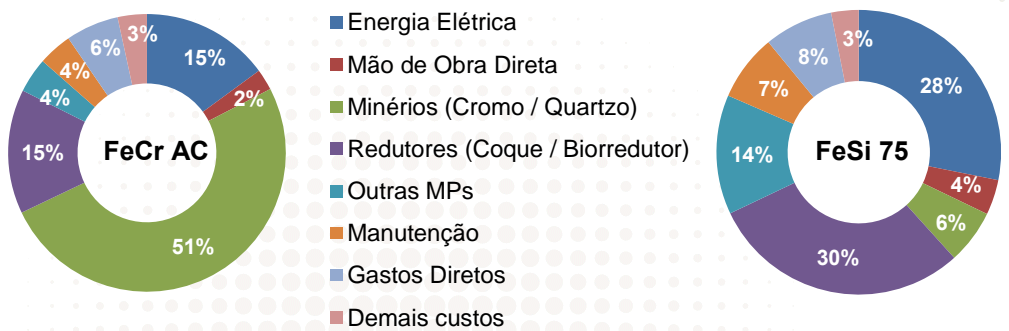 3%
6%
4%
4%
15%
51%
2%
15%
FeCr AC
Energia Elétrica
Mão de Obra Direta
Minérios (Cromo / Quartzo)
Redutores (Coque / Biorredutor)
Outras MPs
Manutenção
Gastos Diretos
Demais custos
3%
8%
7%
14%
30%
6%
4%
28%
FeSi 75